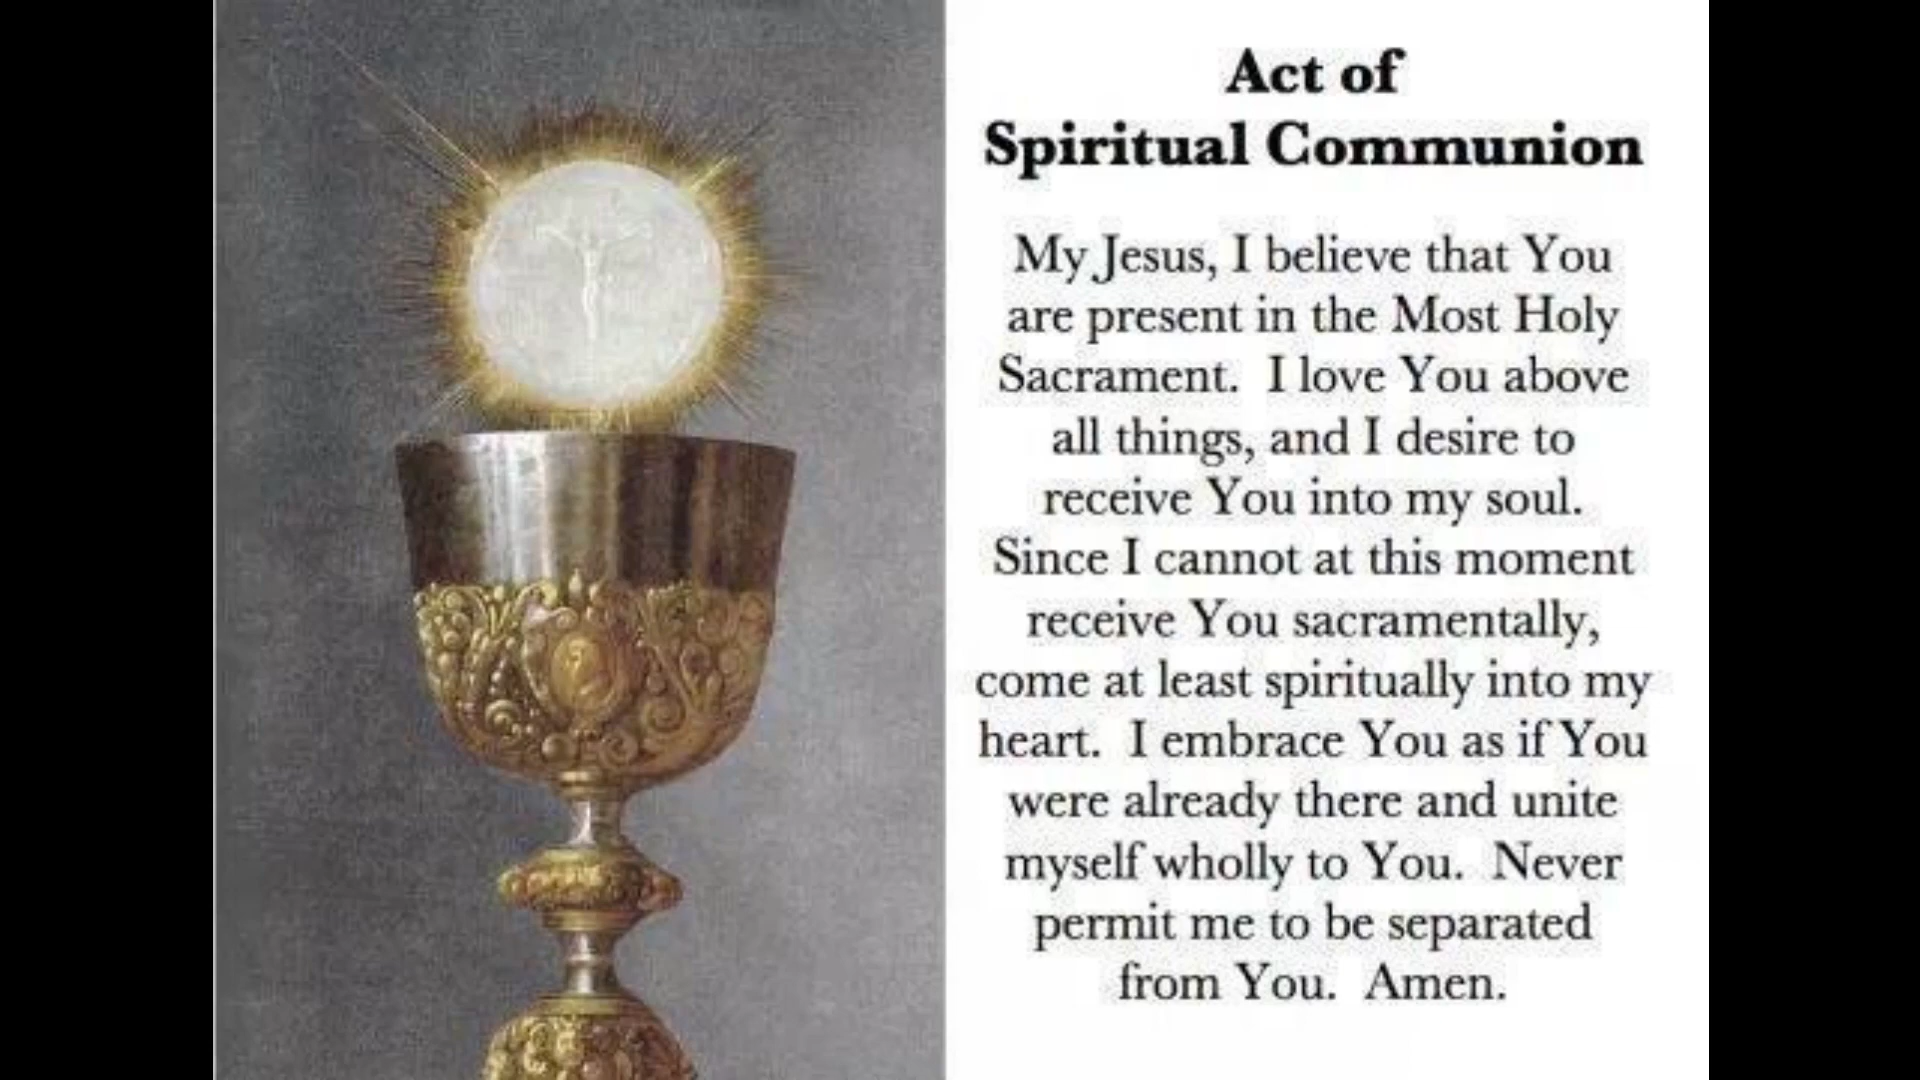 Act of
Spiritual Communion
My Jesus, I believe that You
are present in the Most Holy
Sacrament. I love You above
all things, and I desire to
receive You into my soul.
Since I cannot at this moment
receive You sacramentally,
come at least spiritually into my
heart. I embrace You as if You
were already there and unite
myself wholly to You. Never
permit me to be separated
from You. Amen.